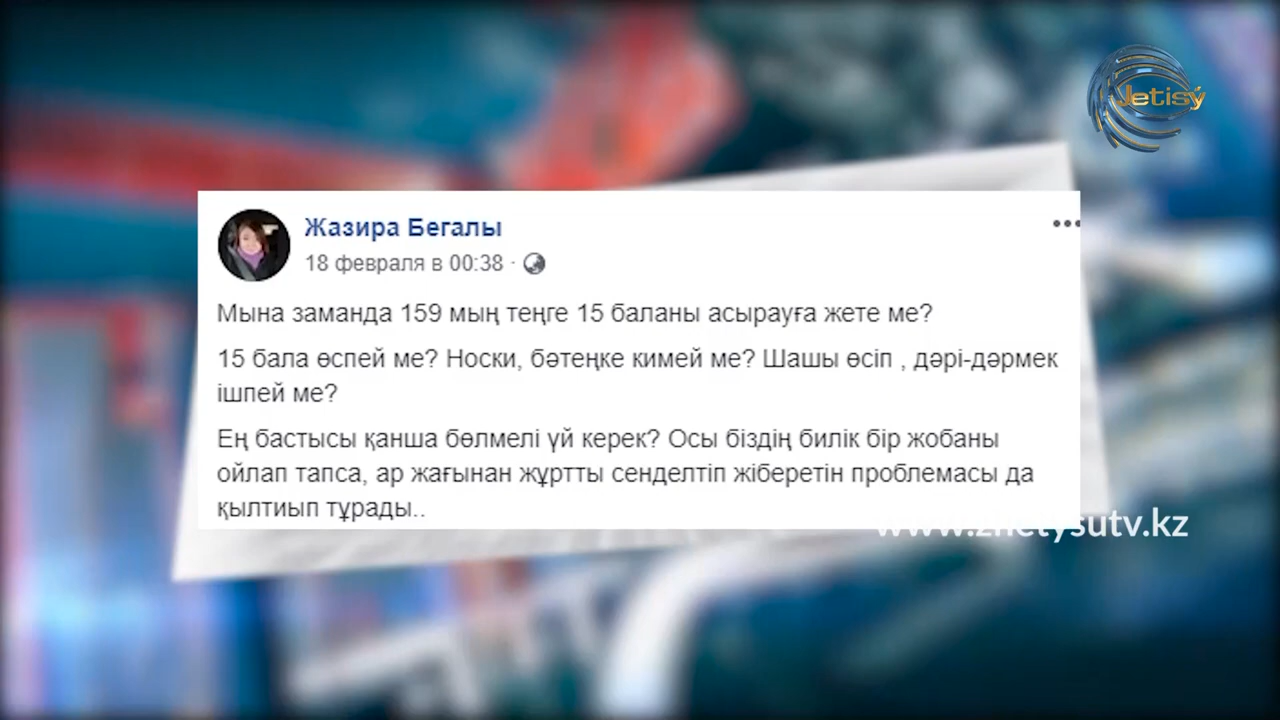 Jetisý
Жазира Бегалы
18 февраля в 00:38 ·
Мына заманда 159 мың теңге 15 баланы асырауға жете ме?
15 бала өспей ме? Носки, бәтеңке кимей ме? Шашы өсіп , дәрі-дәрмек
ішпей ме?
Ең бастысы қанша бөлмелі үй керек? Осы біздің билік бір жобаны
ойлап тапса, ар жағынан жұртты сенделтіп жіберетін проблемасы да
қылтиып тұрады..
www.zhetysutv.kz